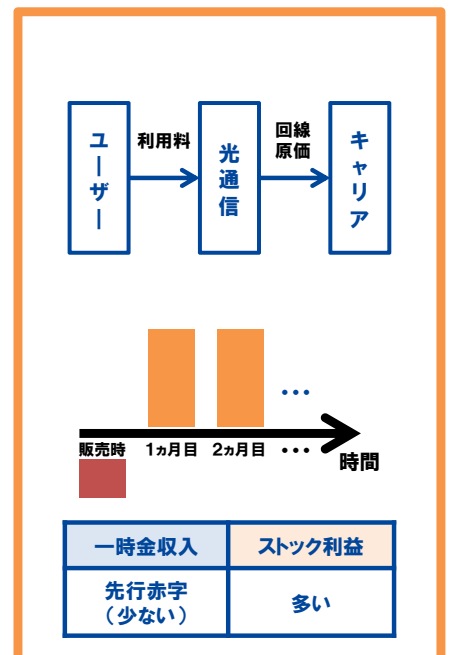 ユーザー
利用料
光通信
回線
原価
キャリア
…
販売時
1ヵ月目
2ヵ月目
…
時間
一時金収入
ストック利益
先行赤字
（少ない）
多い